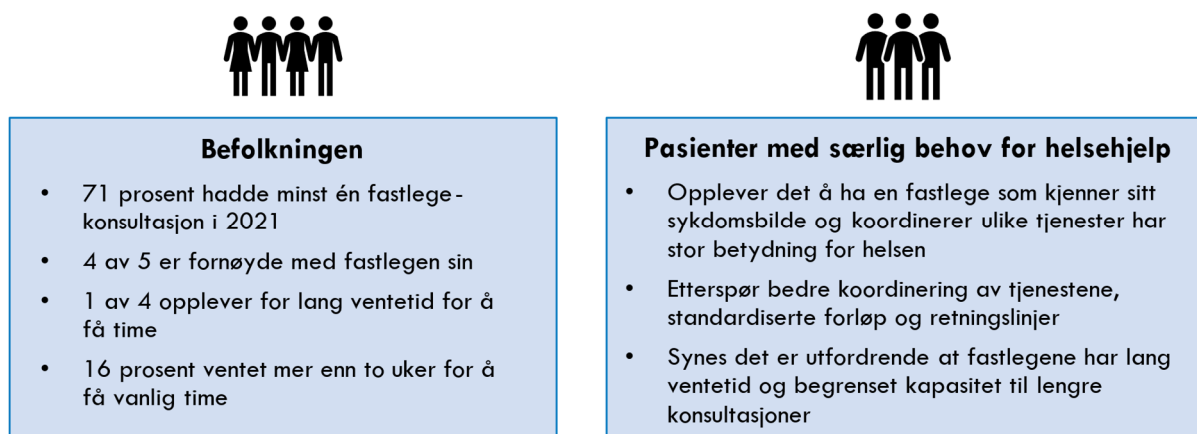 Befolkningen
• 71 prosent hadde minst én fastlege-
konsultasjon i 2021
• 4 av 5 er fornøyde med fastlegen sin
• 1 av 4 opplever for lang ventetid for å
få time
• 16 prosent ventet mer enn to uker for å
få vanlig time
Pasienter med særlig behov for helsehjelp
• Opplever det å ha en fastlege som kjenner sitt
sykdomsbilde og koordinerer ulike tjenester har
stor betydning for helsen
• Etterspør bedre koordinering av tjenestene,
standardiserte forløp og retningslinjer
• Synes det er utfordrende at fastlegene har lang
ventetid og begrenset kapasitet til lengre
konsultasjoner